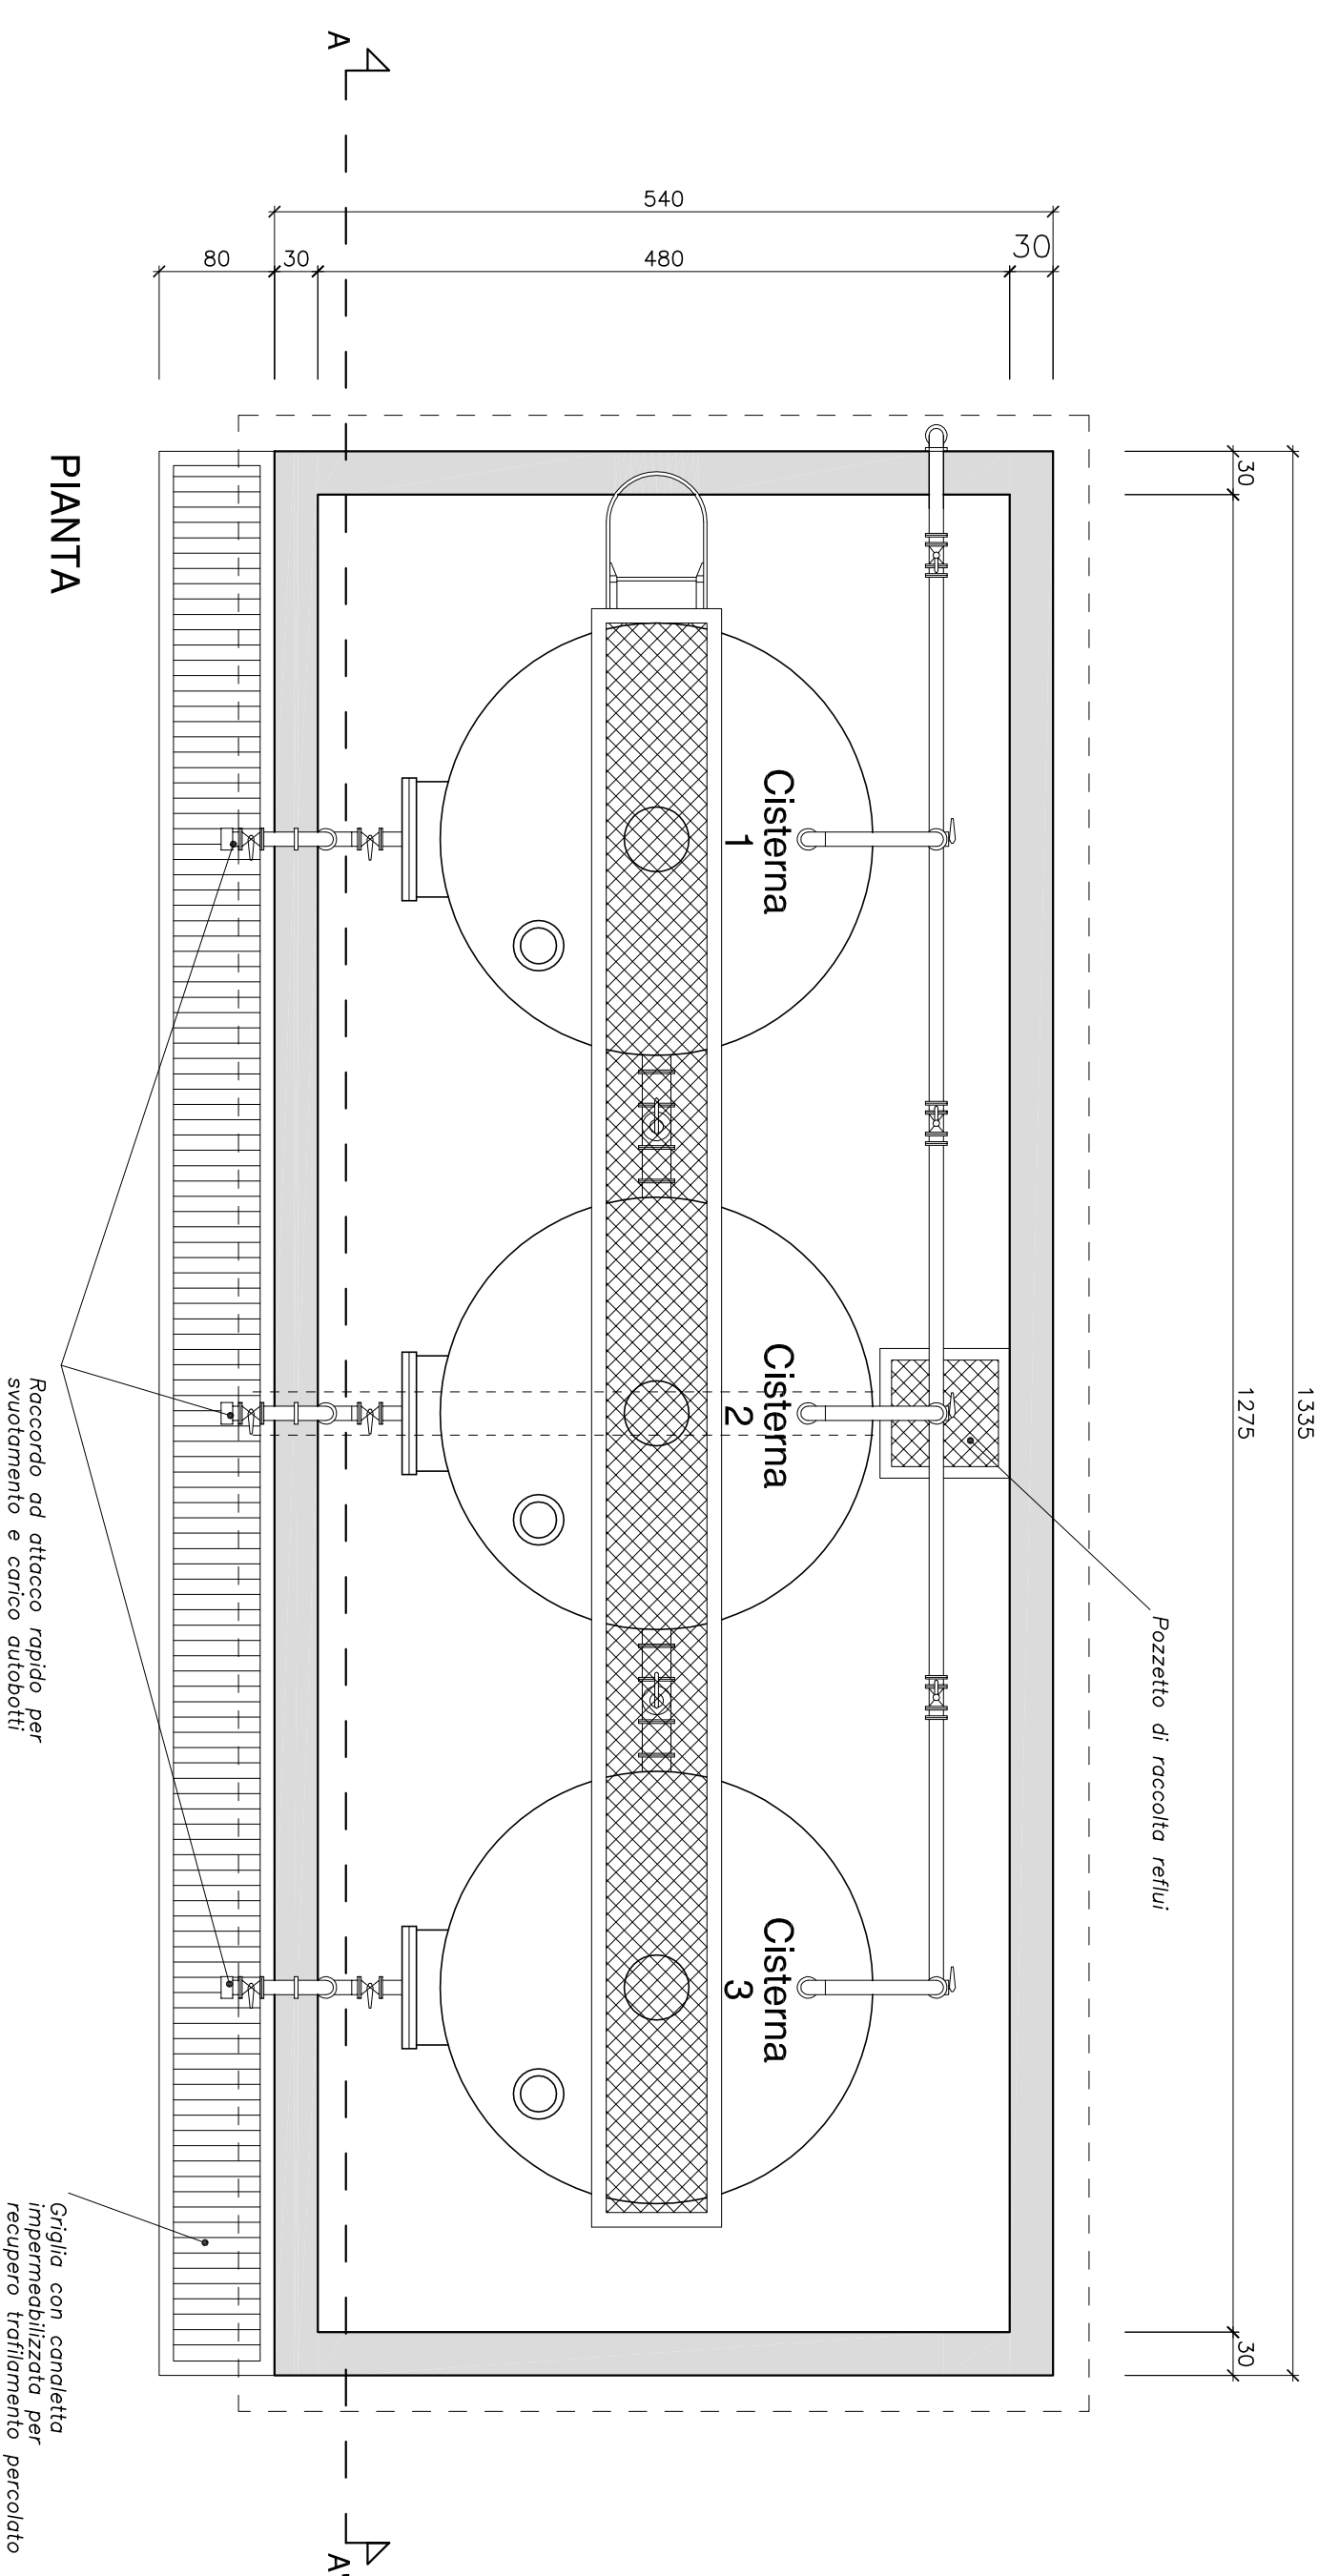 1335
30
1275
30
Pozzetto di raccolta reflui
540
30
480
30
80
Cisterna
1
Cisterna
2
Cisterna
3
A
A'
PIANTA
Raccordo ad attacco rapido per
svuotamento e carico autobotti
Griglia con canaletta
impermeabilizzata per
recupero trafilamento percolato